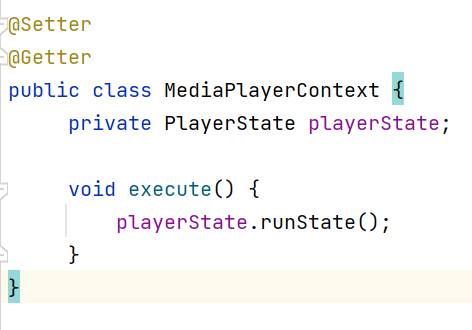 @Setter
@Getter
public class MediaPlayerContext {
    private PlayerState playerState;

    void execute() {
        playerState.runState();
    }
}